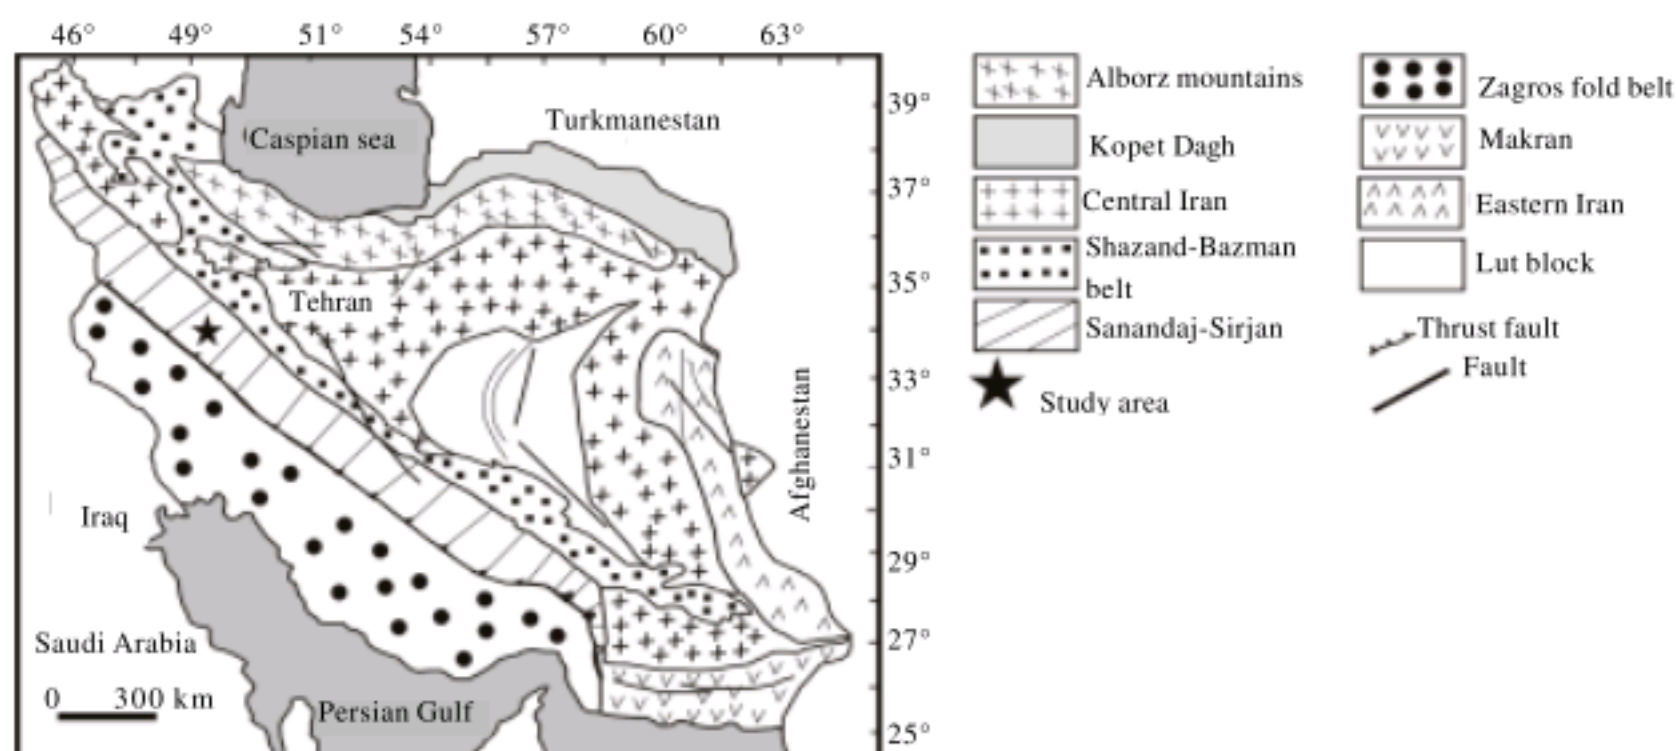 46° 49° 51° 54° 57° 60° 63°
39°
37°
35°
33°
31°
29°
27°
25°
Caspian sea
Turkmanestan
Tehran
Afghanestan
Iraq
Saudi Arabia
0 300 km
Persian Gulf
Alborz mountains
Kopet Dagh
Central Iran
Shazand-Bazman
belt
Sanandaj-Sirjan
Study area
Zagros fold belt
Makran
Eastern Iran
Lut block
Thrust fault
Fault